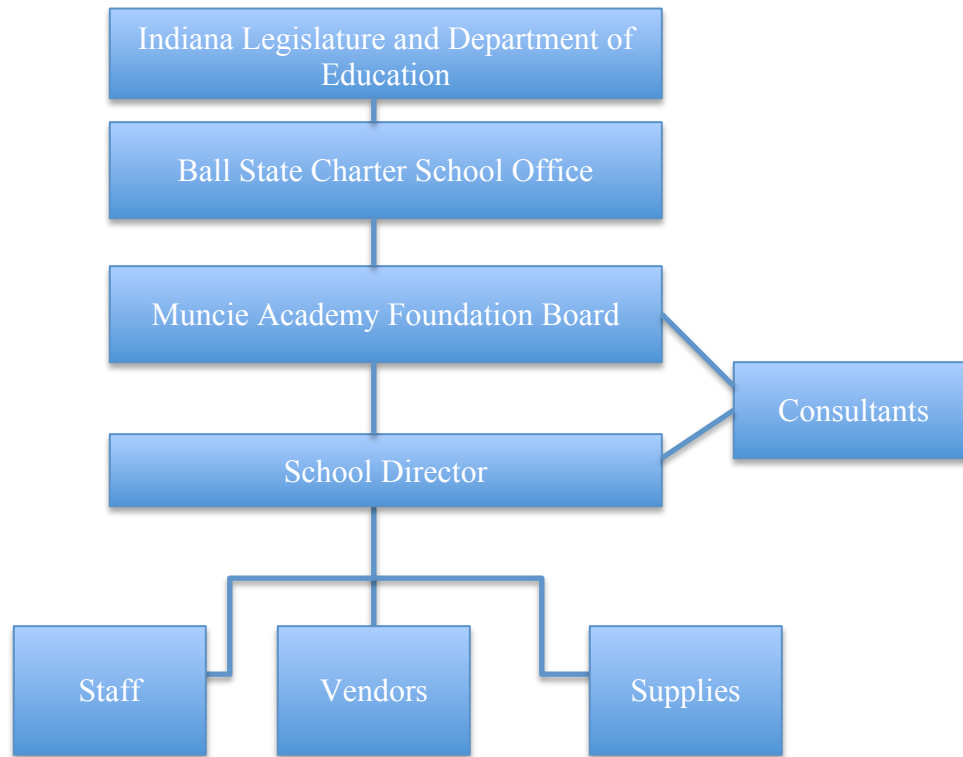 Indiana Legislature and Department of
Education
Ball State Charter School Office
Muncie Academy Foundation Board
Consultants
School Director
Staff
Vendors
Supplies